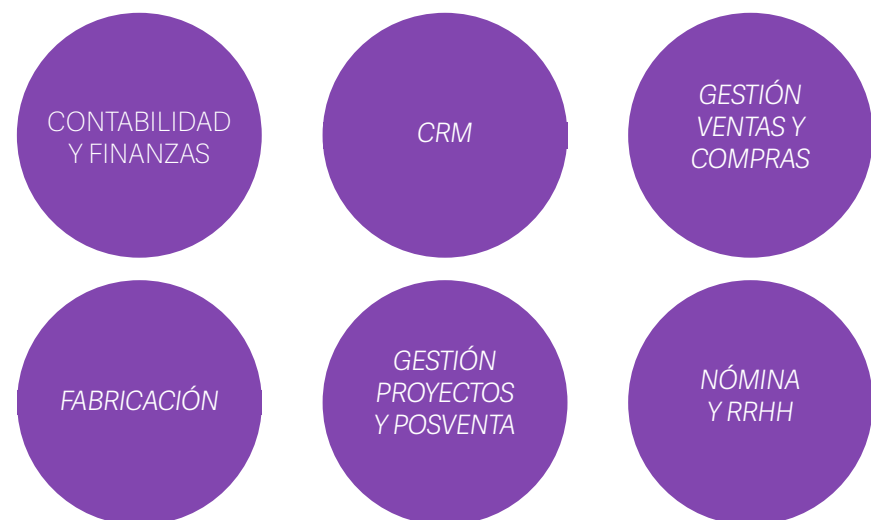 CONTABILIDAD
Y FINANZAS
CRM
GESTIÓN
VENTAS Y
COMPRAS
FABRICACIÓN
GESTIÓN
PROYECTOS
Y POSVENTA
NÓMINA
Y RRHH